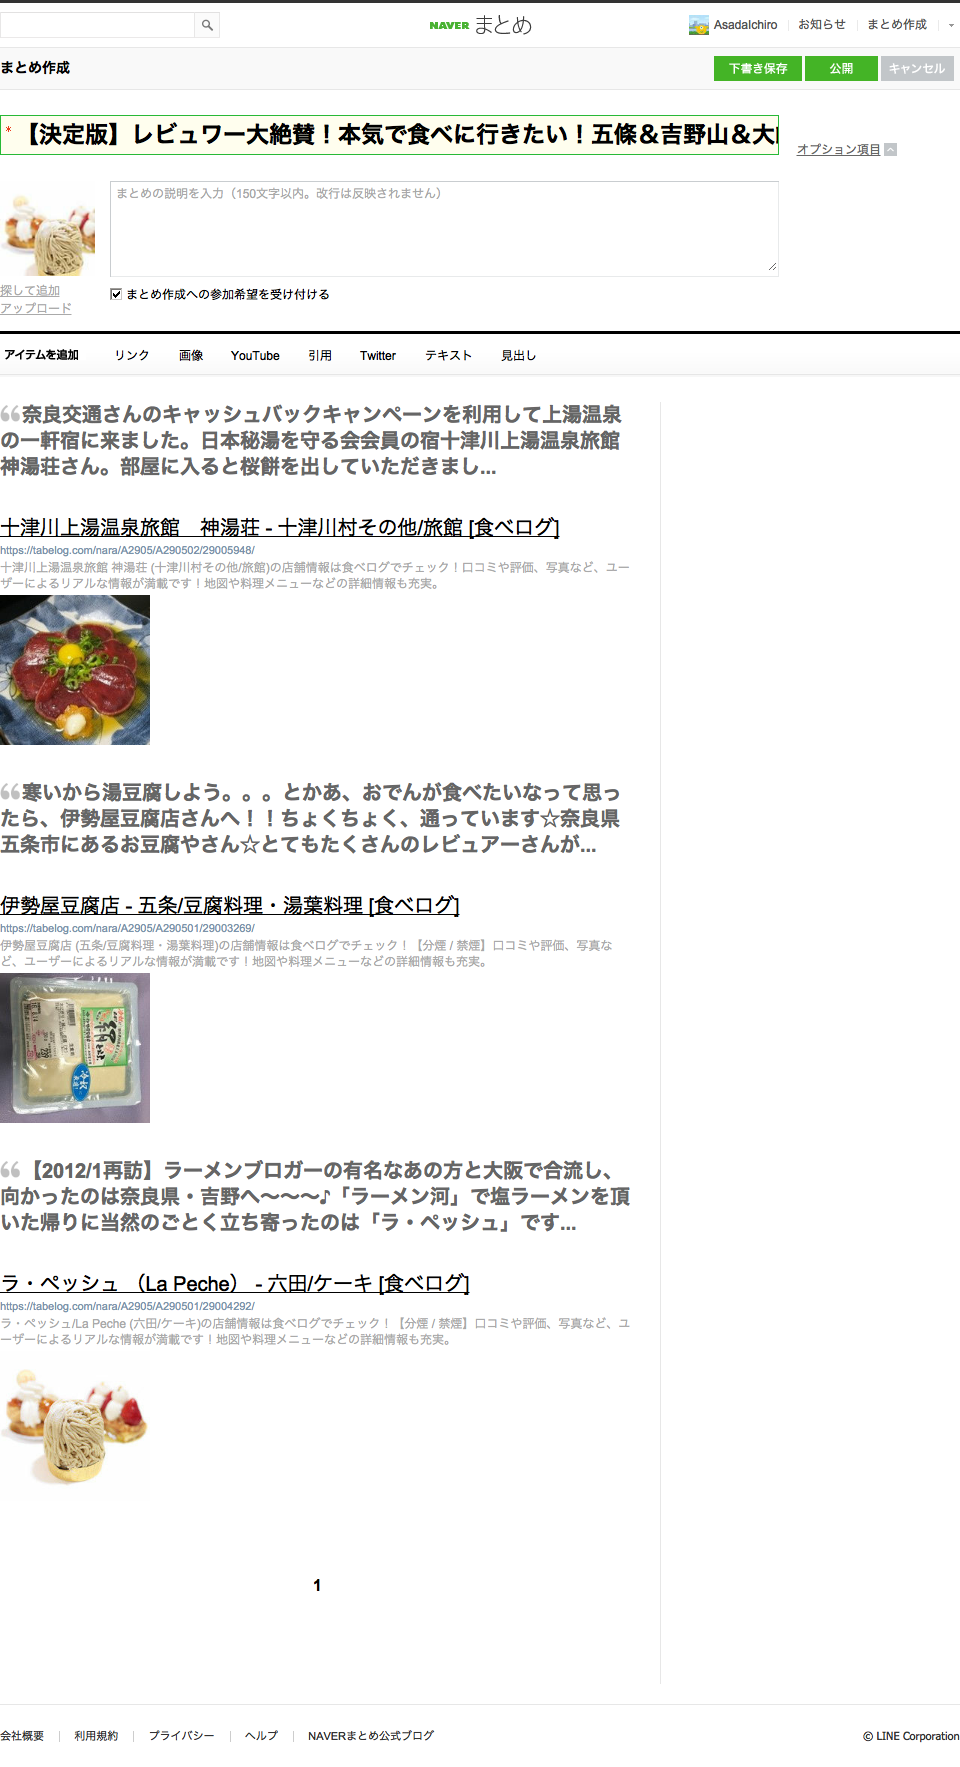 NAVER まとめ
AsadaIchiro お知らせ まとめ作成
まとめ作成
下書き保存 公開 キャンセル
* 【決定版】レビュワー大絶賛！本気で食べに行きたい！五條＆吉野山＆大
オプション項目
まとめの説明を入力（150文字以内。改行は反映されません）
探して追加
アップロード
まとめ作成への参加希望を受け付ける
アイテムを追加 リンク 画像 YouTube 引用 Twitter テキスト 見出し
奈良交通さんのキャッシュバックキャンペーンを利用して上湯温泉
の一軒宿に来ました。日本秘湯を守る会会員の宿十津川上湯温泉旅館
神湯荘さん。部屋に入ると桜餅を出していただきまし...
十津川上湯温泉旅館　神湯荘 - 十津川村その他/旅館 [食べログ]
https://tabelog.com/nara/A2905/A290502/29005948/
十津川上湯温泉旅館 神湯荘 (十津川村その他/旅館)の店舗情報は食べログでチェック！口コミや評価、写真など、ユー
ザーによるリアルな情報が満載です！地図や料理メニューなどの詳細情報も充実。
寒いから湯豆腐しよう。。。とかあ、おでんが食べたいなって思っ
たら、伊勢屋豆腐店さんへ！！ちょくちょく、通っています☆奈良県
五条市にあるお豆腐やさん☆とてもたくさんのレビュアーさんが...
伊勢屋豆腐店 - 五条/豆腐料理・湯葉料理 [食べログ]
https://tabelog.com/nara/A2905/A290501/29003269/
伊勢屋豆腐店 (五条/豆腐料理・湯葉料理)の店舗情報は食べログでチェック！【分煙 / 禁煙】口コミや評価、写真な
ど、ユーザーによるリアルな情報が満載です！地図や料理メニューなどの詳細情報も充実。
【2012/1再訪】ラーメンブロガーの有名なあの方と大阪で合流し、
向かったのは奈良県・吉野へ〜〜〜♪「ラーメン河」で塩ラーメンを頂
いた帰りに当然のごとく立ち寄ったのは「ラ・ペッシュ」です...
ラ・ペッシュ （La Peche） - 六田/ケーキ [食べログ]
https://tabelog.com/nara/A2905/A290501/29004292/
ラ・ペッシュ/La Peche (六田/ケーキ)の店舗情報は食べログでチェック！【分煙 / 禁煙】口コミや評価、写真など、ユ
ーザーによるリアルな情報が満載です！地図や料理メニューなどの詳細情報も充実。
1
会社概要 利用規約 プライバシー ヘルプ NAVERまとめ公式ブログ
© LINE Corporation